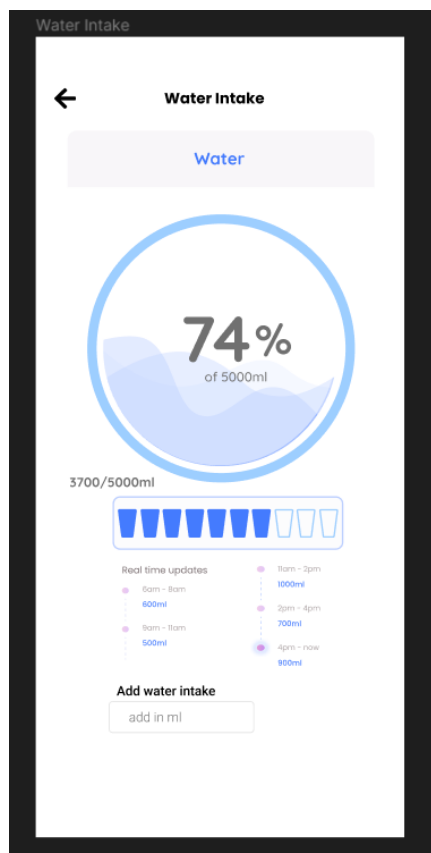 Water Intake
Water Intake
Water
74%
of 5000ml
3700/5000ml
Real time updates
6am - 8am
600ml
9am - 11am
500ml
11am - 2pm
1000ml
2pm - 4pm
700ml
4pm - now
900ml
Add water intake
add in ml